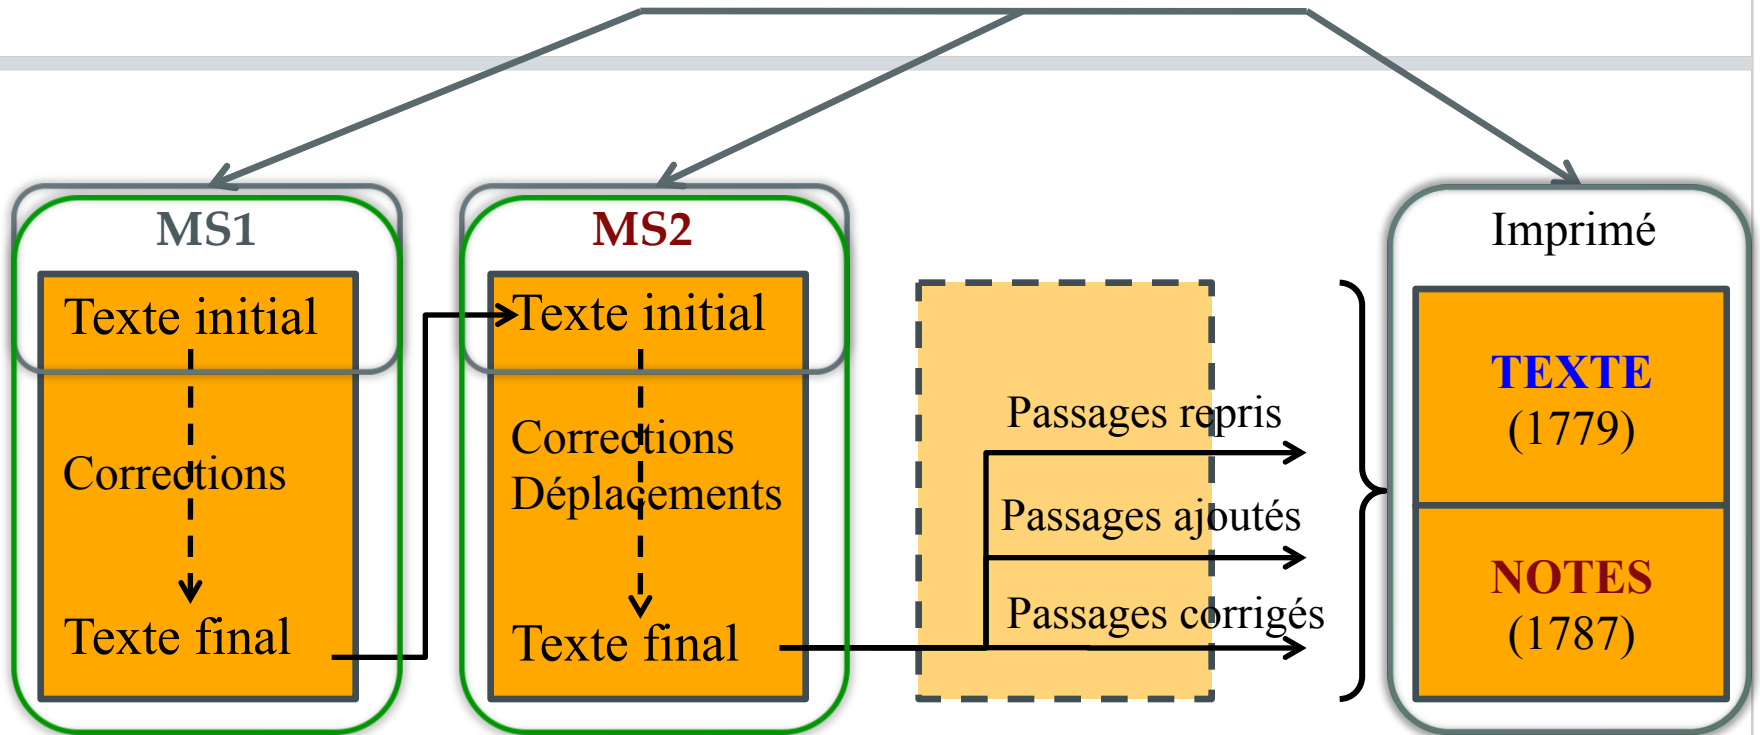 MS1
Texte initial
Corrections
Texte final
MS2
Texte initial
Corrections
Déplacements
Texte final
Passages repris
Passages ajoutés
Passages corrigés
Imprimé
TEXTE
(1779)
NOTES
(1787)